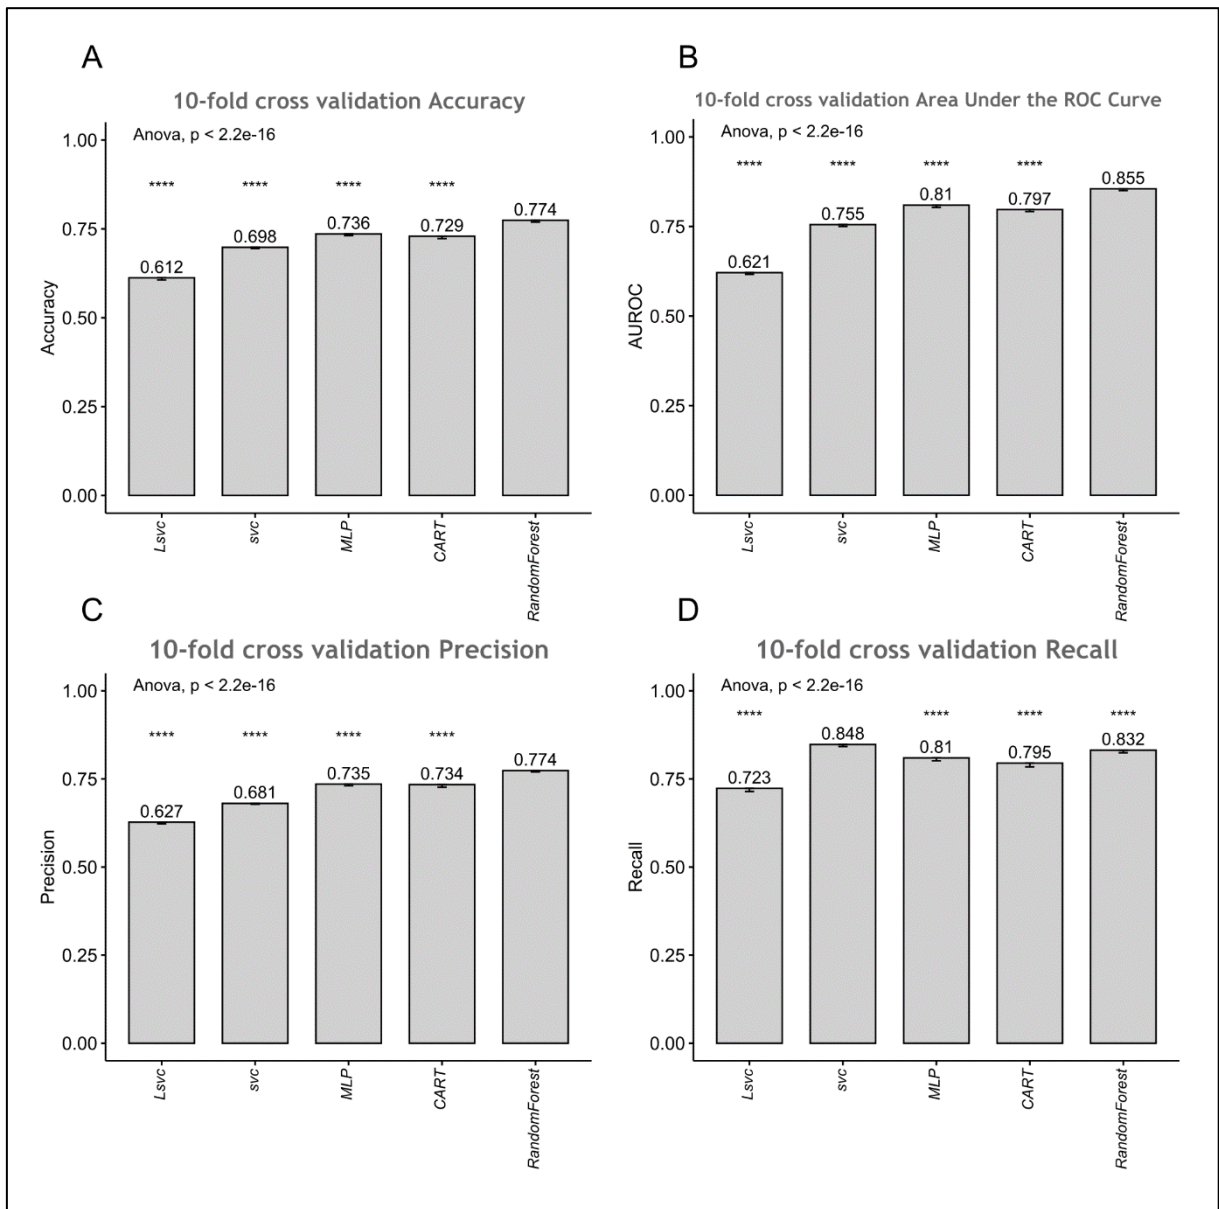 A
10-fold cross validation Accuracy
Anova, p < 2.2e-16
1.00
0.75
0.50
0.25
0.00
Accuracy
**** **** **** ****
0.612 0.698 0.736 0.729 0.774
Lsvc svc MLP CART RandomForest
B
10-fold cross validation Area Under the ROC Curve
Anova, p < 2.2e-16
1.00
0.75
0.50
0.25
0.00
AUROC
**** **** **** ****
0.621 0.755 0.81 0.797 0.855
Lsvc svc MLP CART RandomForest
C
10-fold cross validation Precision
Anova, p < 2.2e-16
1.00
0.75
0.50
0.25
0.00
Precision
**** **** **** ****
0.627 0.681 0.735 0.734 0.774
Lsvc svc MLP CART RandomForest
D
10-fold cross validation Recall
Anova, p < 2.2e-16
1.00
0.75
0.50
0.25
0.00
Recall
**** **** **** ****
0.723 0.848 0.81 0.795 0.832
Lsvc svc MLP CART RandomForest